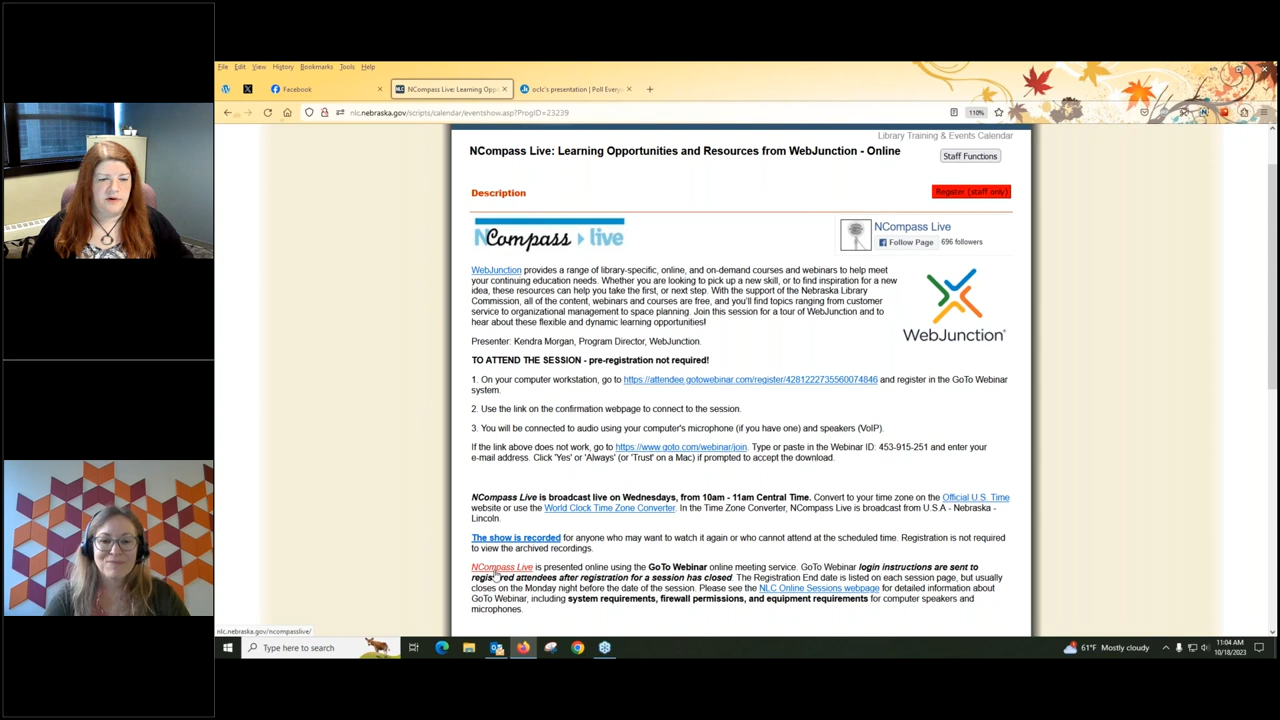 File Edit View History Bookmarks Tools Help
Facebook
NCompass Live: Learning Oppo
oclc's presentation | Poll Every
nlc.nebraska.gov/scripts/calendar/eventshow.asp?ProgID=23239
110%
Library Training & Events Calendar
NCompass Live: Learning Opportunities and Resources from WebJunction - Online
Staff Functions
Description
Register (staff only)
NCompass live
NCompass Live
Follow Page 696 followers
WebJunction provides a range of library-specific, online, and on-demand courses and webinars to help meet
your continuing education needs. Whether you are looking to pick up a new skill, or to find inspiration for a new
idea, these resources can help you take the first, or next step. With the support of the Nebraska Library
Commission, all of the content, webinars and courses are free, and you'll find topics ranging from customer
service to organizational management to space planning. Join this session for a tour of WebJunction and to
hear about these flexible and dynamic learning opportunities!
WebJunction
Presenter: Kendra Morgan, Program Director, WebJunction.
TO ATTEND THE SESSION - pre-registration not required!
1. On your computer workstation, go to https://attendee.gotowebinar.com/register/4281222735560074846 and register in the GoTo Webinar
system.
2. Use the link on the confirmation webpage to connect to the session.
3. You will be connected to audio using your computer's microphone (if you have one) and speakers (VoIP).
If the link above does not work, go to https://www.goto.com/webinar/join. Type or paste in the Webinar ID: 453-915-251 and enter your
e-mail address. Click 'Yes' or 'Always' (or 'Trust' on a Mac) if prompted to accept the download.
NCompass Live is broadcast live on Wednesdays, from 10am - 11am Central Time. Convert to your time zone on the Official U.S. Time
website or use the World Clock Time Zone Converter. In the Time Zone Converter, NCompass Live is broadcast from U.S.A - Nebraska -
Lincoln.
The show is recorded for anyone who may want to watch it again or who cannot attend at the scheduled time. Registration is not required
to view the archived recordings.
NCompass Live is presented online using the GoTo Webinar online meeting service. GoTo Webinar login instructions are sent to
registered attendees after registration for a session has closed. The Registration End date is listed on each session page, but usually
closes on the Monday night before the date of the session. Please see the NLC Online Sessions webpage for detailed information about
GoTo Webinar, including system requirements, firewall permissions, and equipment requirements for computer speakers and
microphones.
nlc.nebraska.gov/ncompasslive/
Type here to search
61°F Mostly cloudy
11:04 AM
10/18/2023